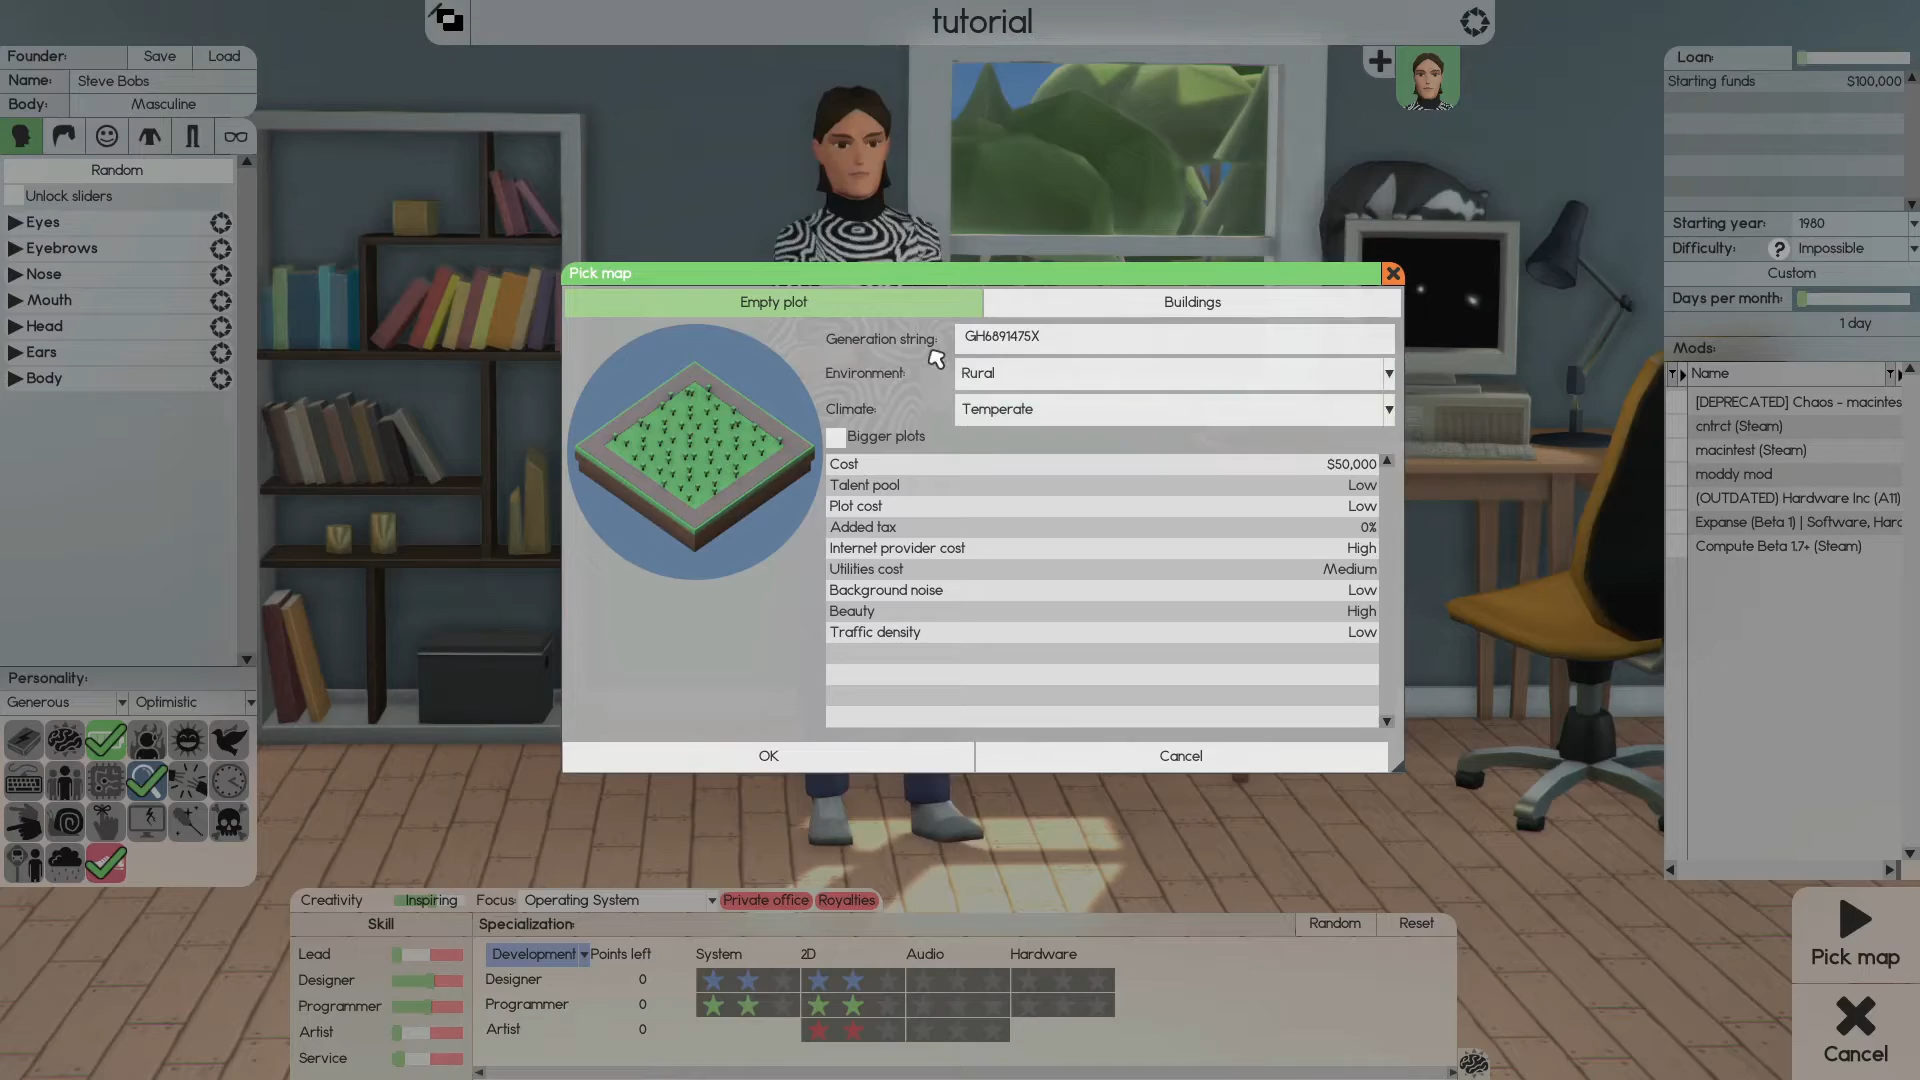 tutorial
Founder:
Save
Load
Name:
Steve Bobs
Body:
Masculine
Random
Unlock sliders
Eyes
Eyebrows
Nose
Mouth
Head
Ears
Body
Personality:
Generous
Optimistic
Pick map
Empty plot
Buildings
Generation string:
GH6891475X
Environment:
Rural
Climate:
Temperate
Bigger plots
Cost
$50,000
Talent pool
Low
Plot cost
Low
Added tax
0%
Internet provider cost
High
Utilities cost
Medium
Background noise
Low
Beauty
High
Traffic density
Low
OK
Cancel
Loan:
Starting funds
$100,000
Starting year:
1980
Difficulty:
?
Impossible
Custom
Days per month:
1 day
Mods:
Name
[DEPRECATED] Chaos - macintes
cntrct (Steam)
macintest (Steam)
moddy mod
(OUTDATED) Hardware Inc (A11)
Expanse (Beta 1) | Software, Harc
Compute Beta 1.7+ (Steam)
Creativity
Inspiring
Focus:
Operating System
Private office
Royalties
Skill
Specialization:
Random
Reset
Lead
Designer
Programmer
Artist
Service
Development
Points left
System
2D
Audio
Hardware
Designer
0
Programmer
0
Artist
0
Pick map
Cancel